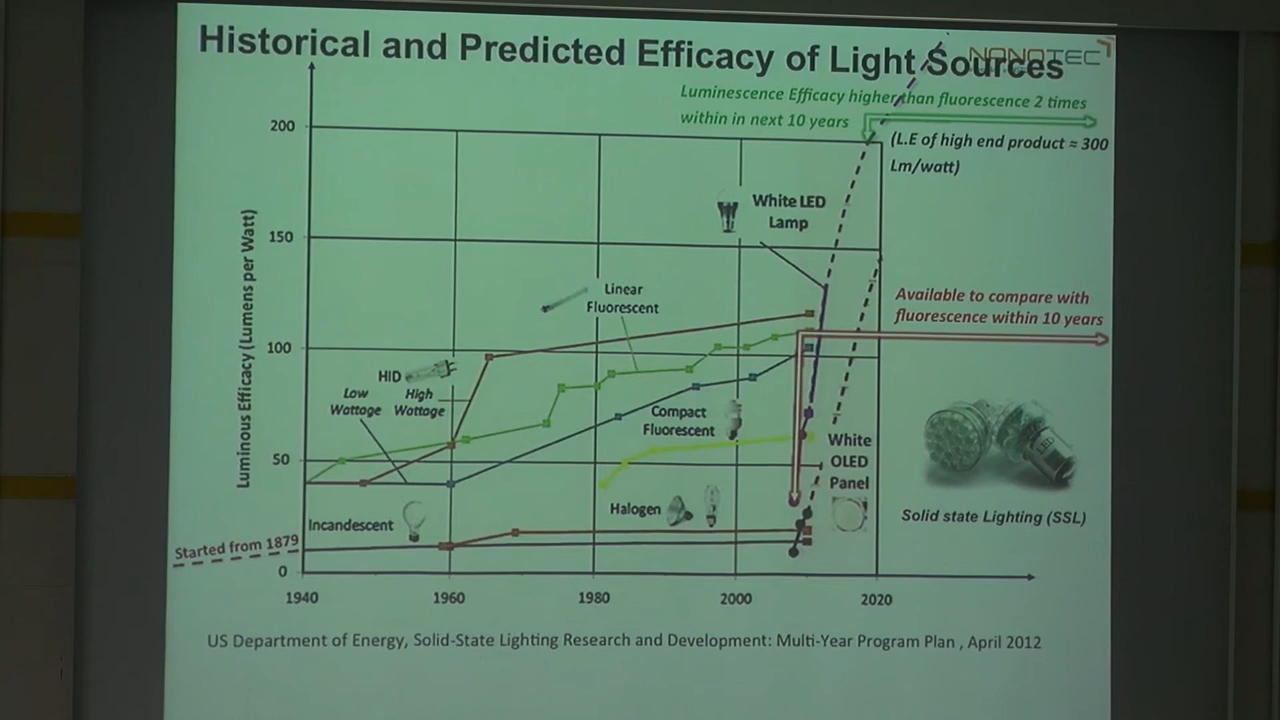 Historical and Predicted Efficacy of Light Sources
NANOTEC
Luminescence Efficacy higher than fluorescence 2 times
within in next 10 years
(L.E of high end product ≈ 300
Lm/watt)
200
150
100
50
0
Luminous Efficacy (Lumens per Watt)
White LED
Lamp
Linear
Fluorescent
Available to compare with
fluorescence within 10 years
HID
Low
Wattage
High
Wattage
Compact
Fluorescent
White
OLED
Panel
Halogen
Incandescent
LED
Solid state Lighting (SSL)
Started from 1879
1940
1960
1980
2000
2020
US Department of Energy, Solid-State Lighting Research and Development: Multi-Year Program Plan , April 2012